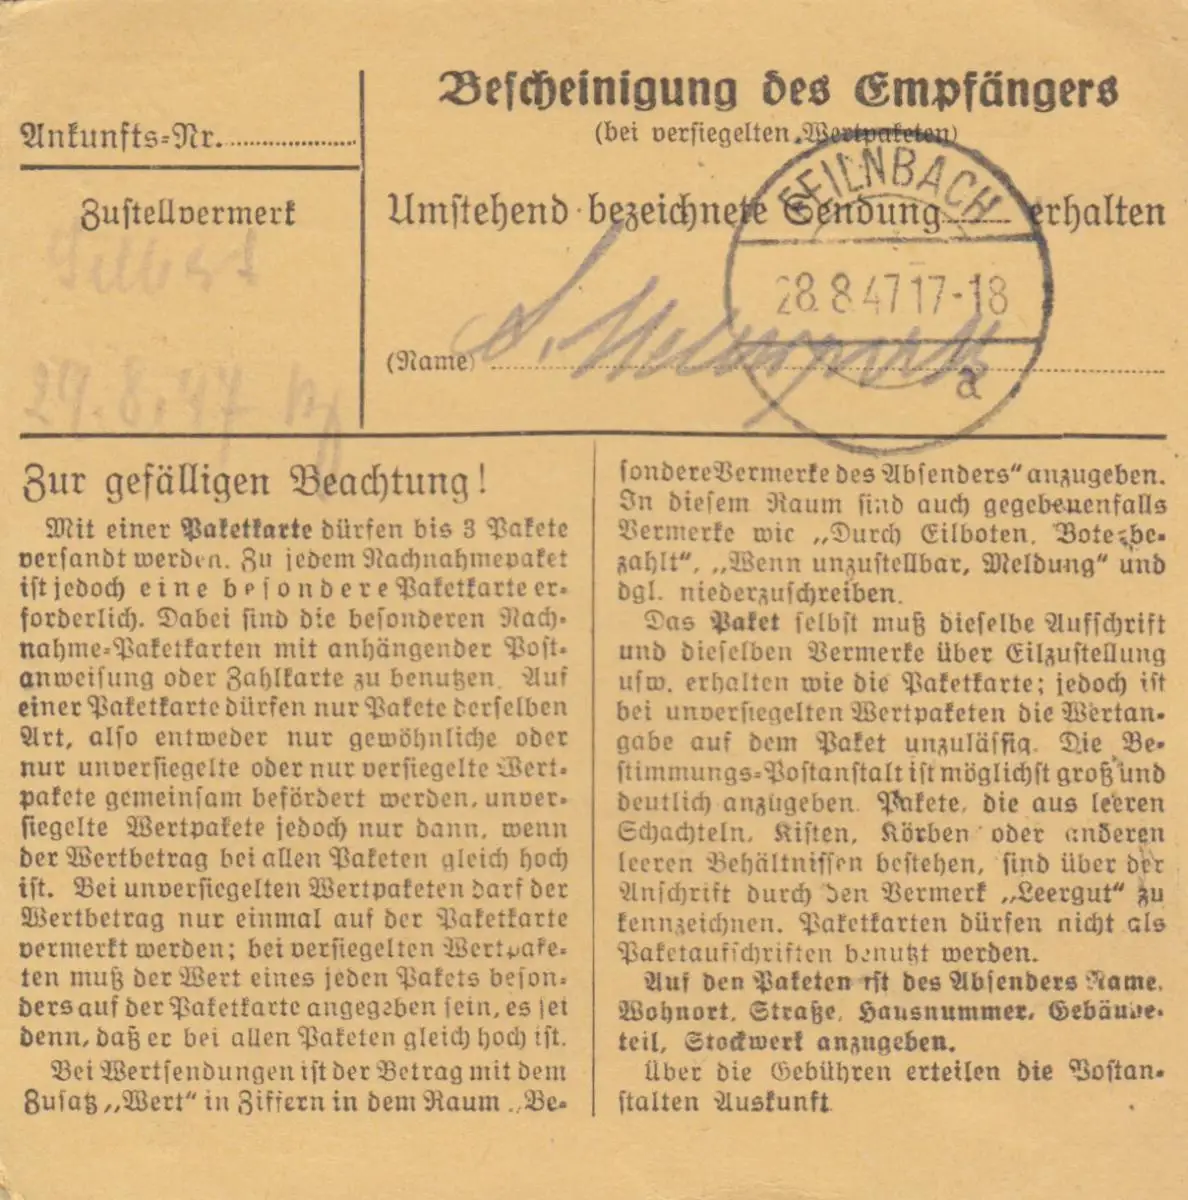 Ankunfts-Nr.
Zustellvermerk
29.8.47
Bescheinigung des Empfängers
(bei versiegelten Wertpaketen)
Umstehend bezeichnete Sendung erhalten
FEILNBACH
28.8.47 17-18
a
(Name)
Zur gefälligen Beachtung!
Mit einer Paketkarte dürfen bis 3 Pakete
versandt werden. Zu jedem Nachnahmepaket
ist jedoch eine besondere Paketkarte er-
forderlich. Dabei sind die besonderen Nach-
nahme-Paketkarten mit anhängender Post-
anweisung oder Zahlkarte zu benutzen. Auf
einer Paketkarte dürfen nur Pakete derselben
Art, also entweder nur gewöhnliche oder
nur unversiegelte oder nur versiegelte Wert-
pakete gemeinsam befördert werden, unver-
siegelte Wertpakete jedoch nur dann, wenn
der Wertbetrag bei allen Paketen gleich hoch
ist. Bei unversiegelten Wertpaketen darf der
Wertbetrag nur einmal auf der Paketkarte
vermerkt werden; bei versiegelten Wertpake-
ten muß der Wert eines jeden Pakets beson-
ders auf der Paketkarte angegeben sein, es sei
denn, daß er bei allen Paketen gleich hoch ist.
Bei Wertsendungen ist der Betrag mit dem
Zusatz „Wert“ in Ziffern in dem Raum „Be-
sondere Vermerke des Absenders“ anzugeben.
In diesem Raum sind auch gegebenenfalls
Vermerke wie „Durch Eilboten, Bote be-
zahlt“, „Wenn unzustellbar, Meldung“ und
dgl. niederzuschreiben.
Das Paket selbst muß dieselbe Aufschrift
und dieselben Vermerke über Eilzustellung
usw. erhalten wie die Paketkarte; jedoch ist
bei unversiegelten Wertpaketen die Wertan-
gabe auf dem Paket unzulässig. Die Be-
stimmungs-Postanstalt ist möglichst groß und
deutlich anzugeben. Pakete, die aus leeren
Schachteln, Kisten, Körben oder anderen
leeren Behältnissen bestehen, sind über der
Anschrift durch den Vermerk „Leergut“ zu
kennzeichnen. Paketkarten dürfen nicht als
Paketaufschriften benutzt werden.
Auf den Paketen ist des Absenders Name,
Wohnort, Straße, Hausnummer, Gebäude-
teil, Stockwerk anzugeben.
Über die Gebühren erteilen die Postan-
stalten Auskunft.